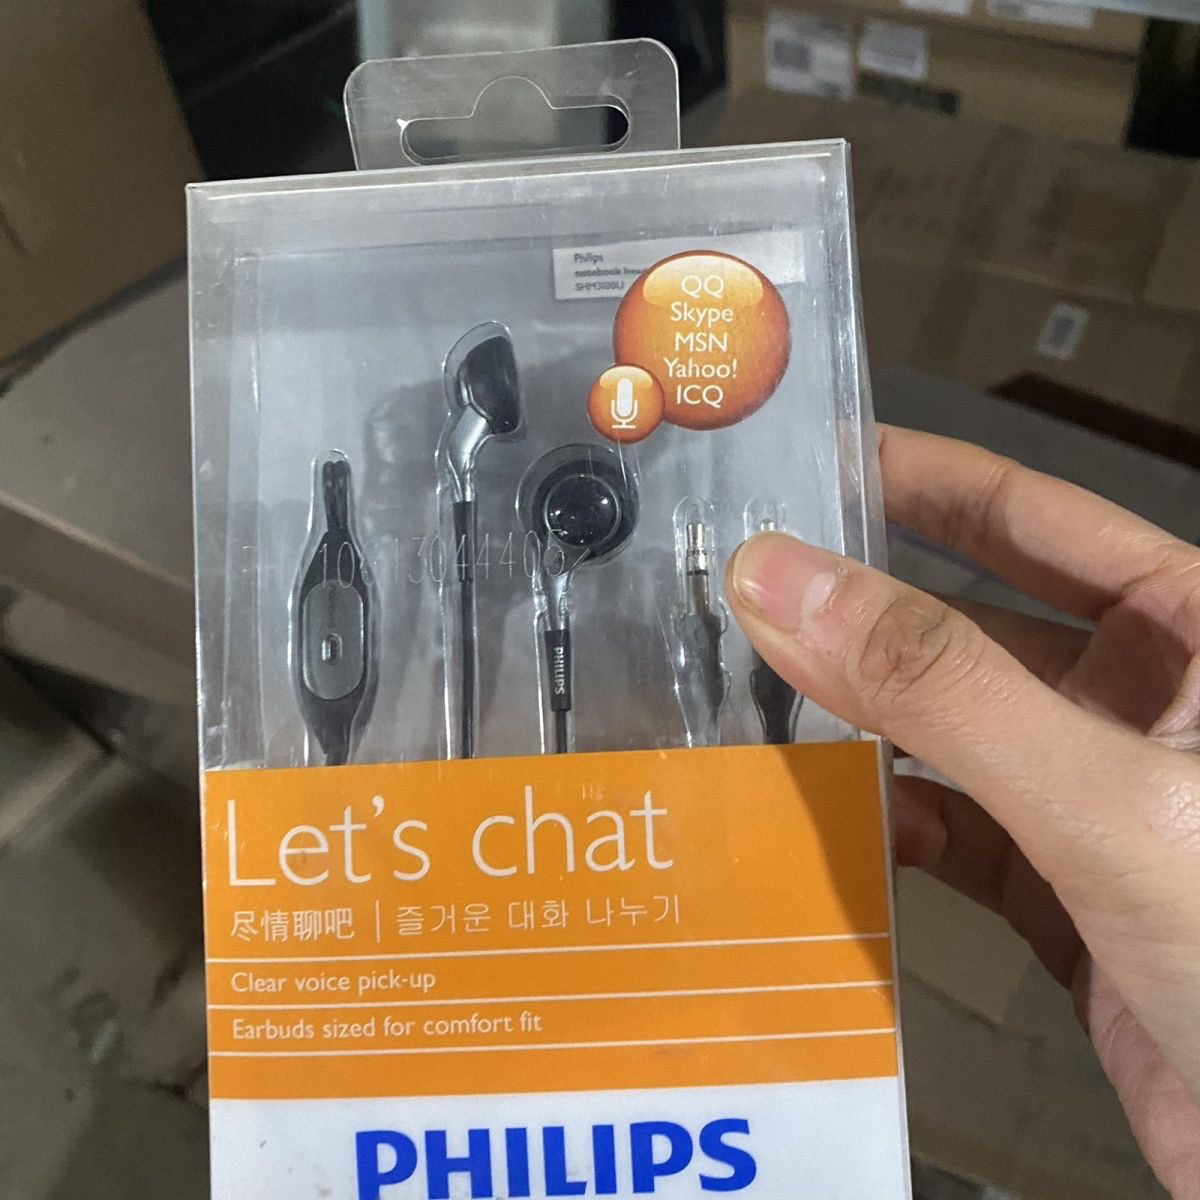 Philips
notebook
SHM3100U
QQ
Skype
MSN
Yahoo!
ICQ
PHILIPS
Let's chat
尽情聊吧 | 즐거운 대화 나누기
Clear voice pick-up
Earbuds sized for comfort fit
PHILIPS